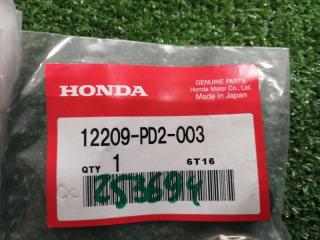 HONDA
GENUINE PARTS
Honda Motor Co., Ltd.
Made in Japan
12209-PD2-003
QTY 1 6T16
253694